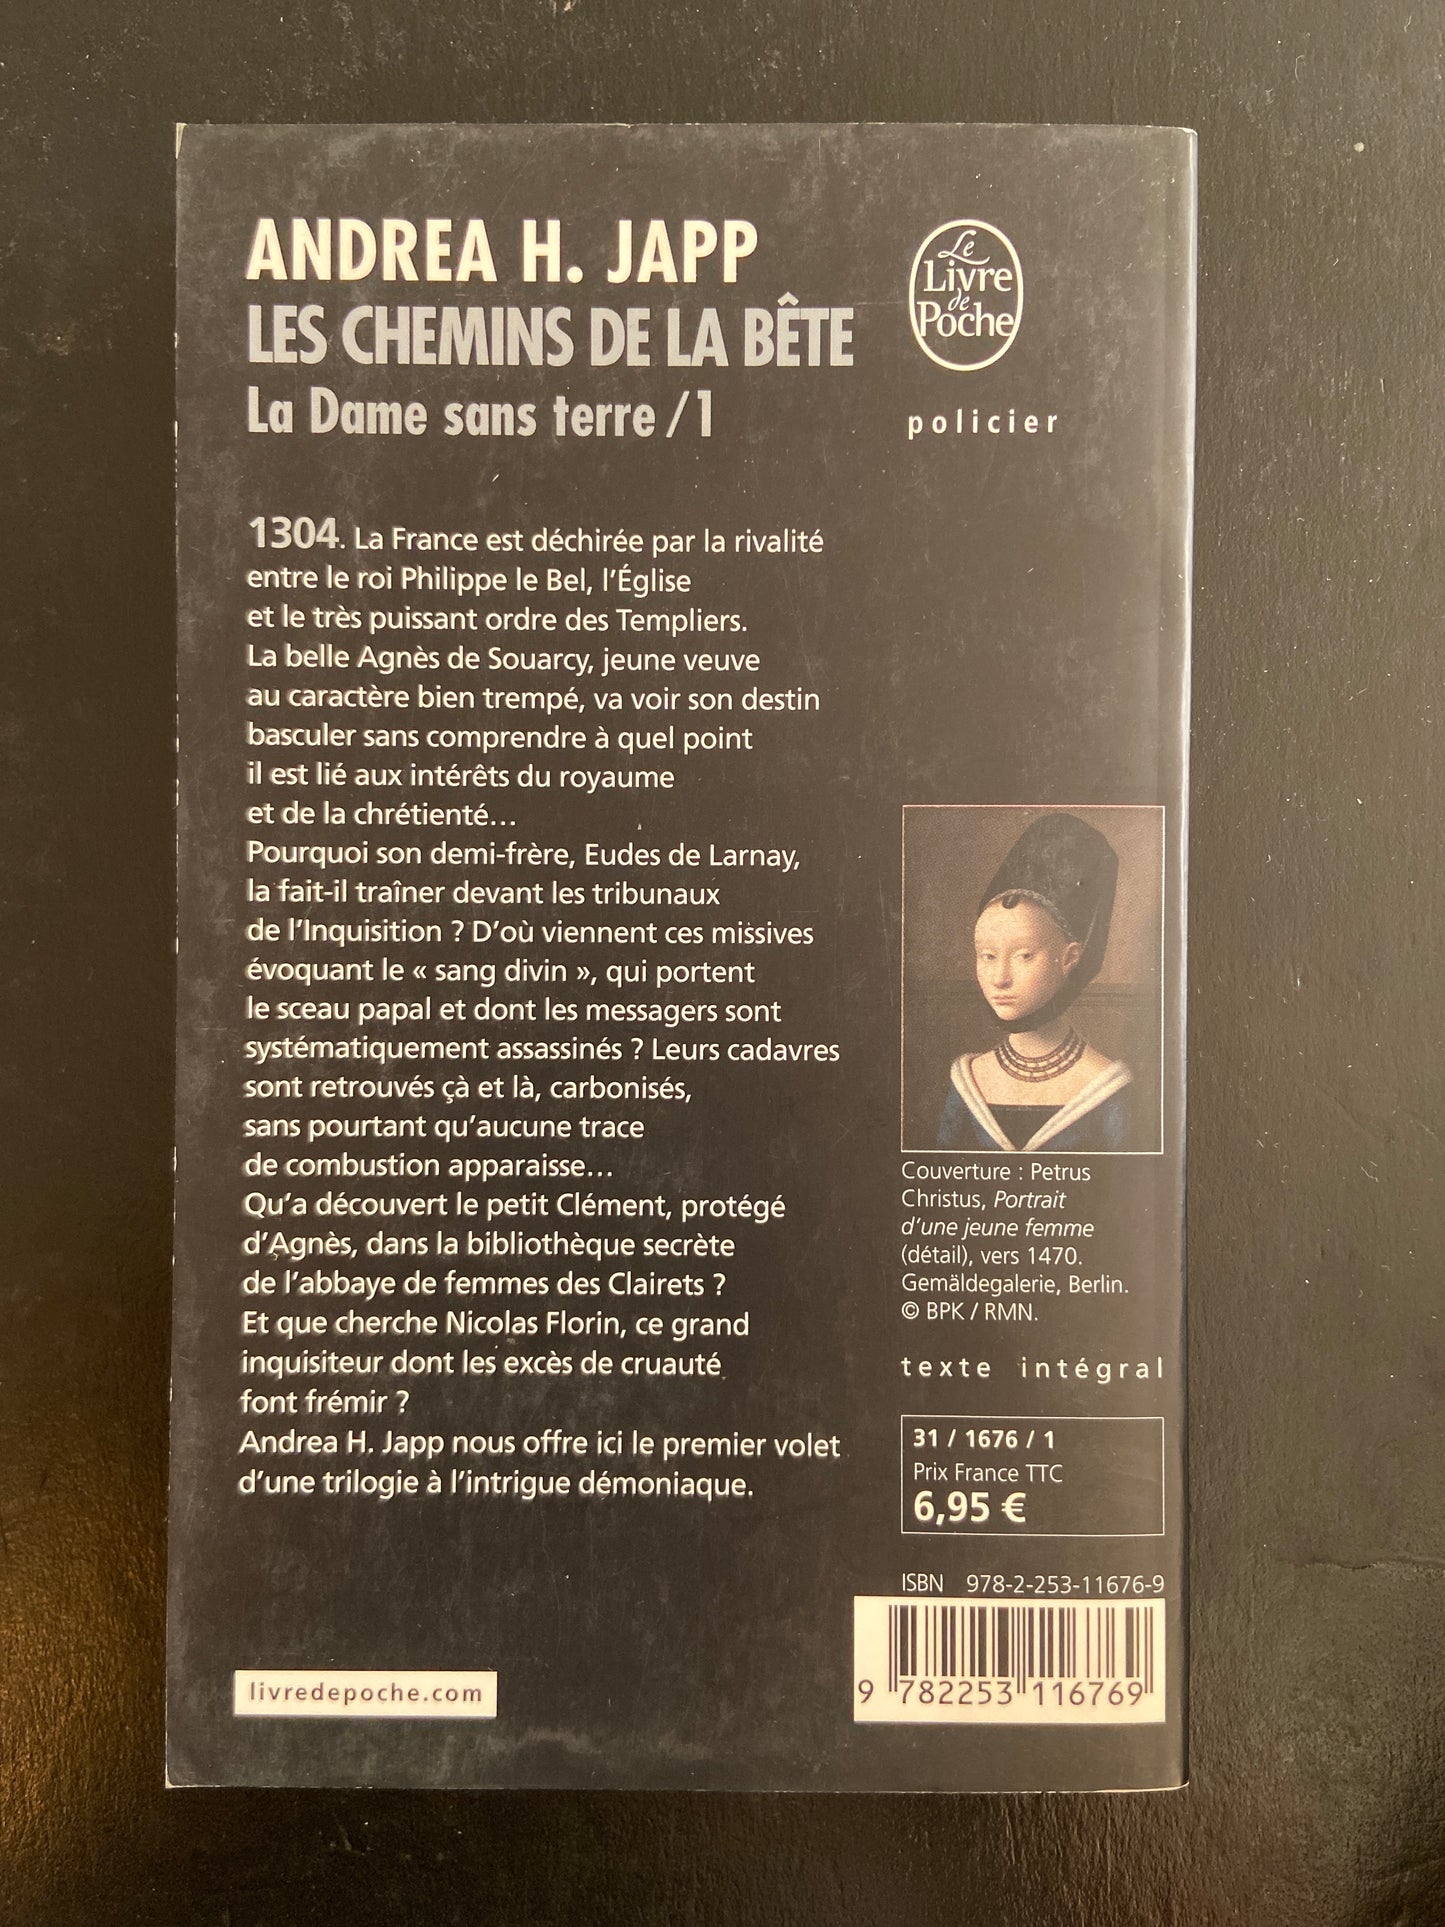 ANDREA H. JAPP
LES CHEMINS DE LA BÊTE
La Dame sans terre / 1
Le
Livre
de
Poche
policier
1304. La France est déchirée par la rivalité
entre le roi Philippe le Bel, l'Église
et le très puissant ordre des Templiers.
La belle Agnès de Souarcy, jeune veuve
au caractère bien trempé, va voir son destin
basculer sans comprendre à quel point
il est lié aux intérêts du royaume
et de la chrétienté...
Pourquoi son demi-frère, Eudes de Larnay,
la fait-il traîner devant les tribunaux
de l'Inquisition ? D'où viennent ces missives
évoquant le « sang divin », qui portent
le sceau papal et dont les messagers sont
systématiquement assassinés ? Leurs cadavres
sont retrouvés çà et là, carbonisés,
sans pourtant qu'aucune trace
de combustion apparaisse...
Qu'a découvert le petit Clément, protégé
d'Agnès, dans la bibliothèque secrète
de l'abbaye de femmes des Clairets ?
Et que cherche Nicolas Florin, ce grand
inquisiteur dont les excès de cruauté
font frémir ?
Andrea H. Japp nous offre ici le premier volet
d'une trilogie à l'intrigue démoniaque.
Couverture : Petrus
Christus, Portrait
d'une jeune femme
(détail), vers 1470.
Gemäldegalerie, Berlin.
© BPK / RMN.
texte intégral
31 / 1676 / 1
Prix France TTC
6,95 €
ISBN 978-2-253-11676-9
9 782253 116769
livredepoche.com